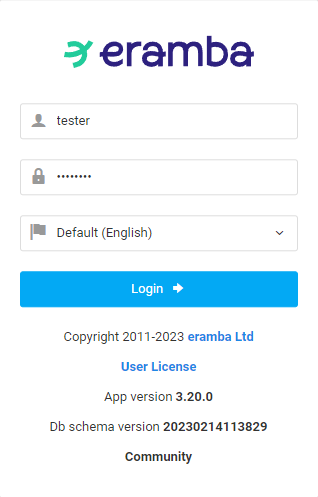 eramba
tester
••••••••
Default (English)
Login
Copyright 2011-2023 eramba Ltd
User License
App version 3.20.0
Db schema version 20230214113829
Community